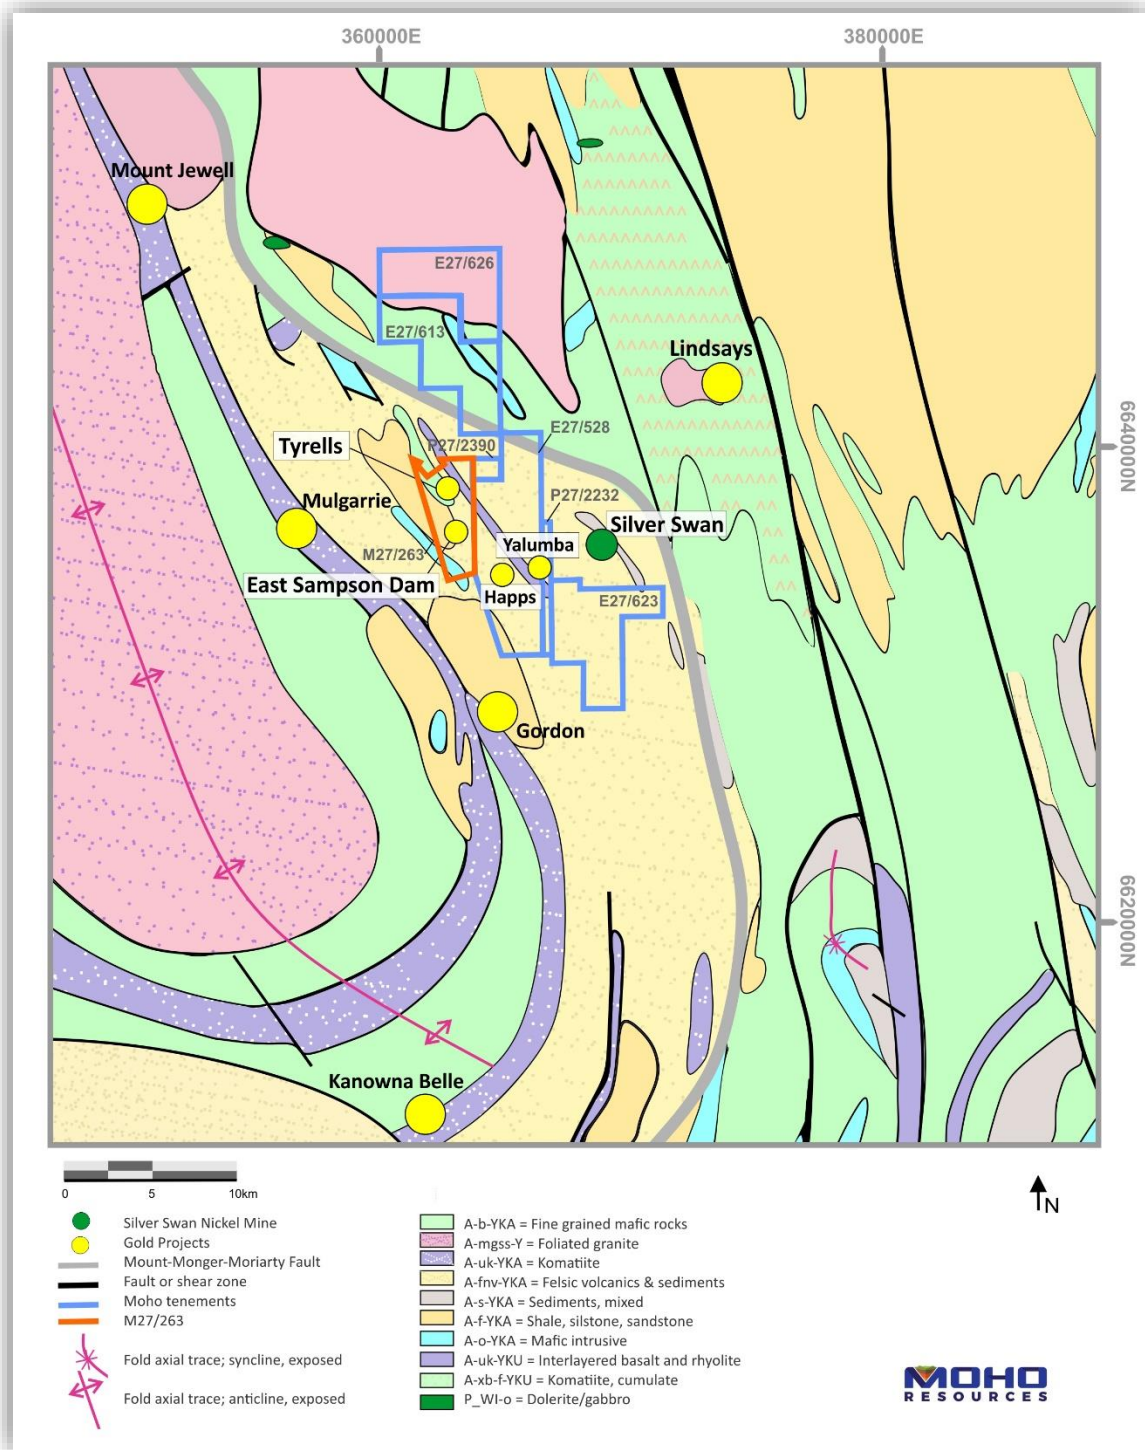 360000E
380000E
Mount Jewell
E27/626
E27/613
Lindsays
6640000N
E27/528
Tyrells
P27/2390
Mulgarrie
P27/2232
Silver Swan
Yalumba
M27/263
East Sampson Dam
Happs
E27/623
Gordon
6620000N
Kanowna Belle
0 5 10km
N
Silver Swan Nickel Mine
Gold Projects
Mount-Monger-Moriarty Fault
Fault or shear zone
Moho tenements
M27/263
Fold axial trace; syncline, exposed
Fold axial trace; anticline, exposed
A-b-YKA = Fine grained mafic rocks
A-mgss-Y = Foliated granite
A-uk-YKA = Komatiite
A-fnv-YKA = Felsic volcanics & sediments
A-s-YKA = Sediments, mixed
A-f-YKA = Shale, silstone, sandstone
A-o-YKA = Mafic intrusive
A-uk-YKU = Interlayered basalt and rhyolite
A-xb-f-YKU = Komatiite, cumulate
P_WI-o = Dolerite/gabbro
MOHO
RESOURCES